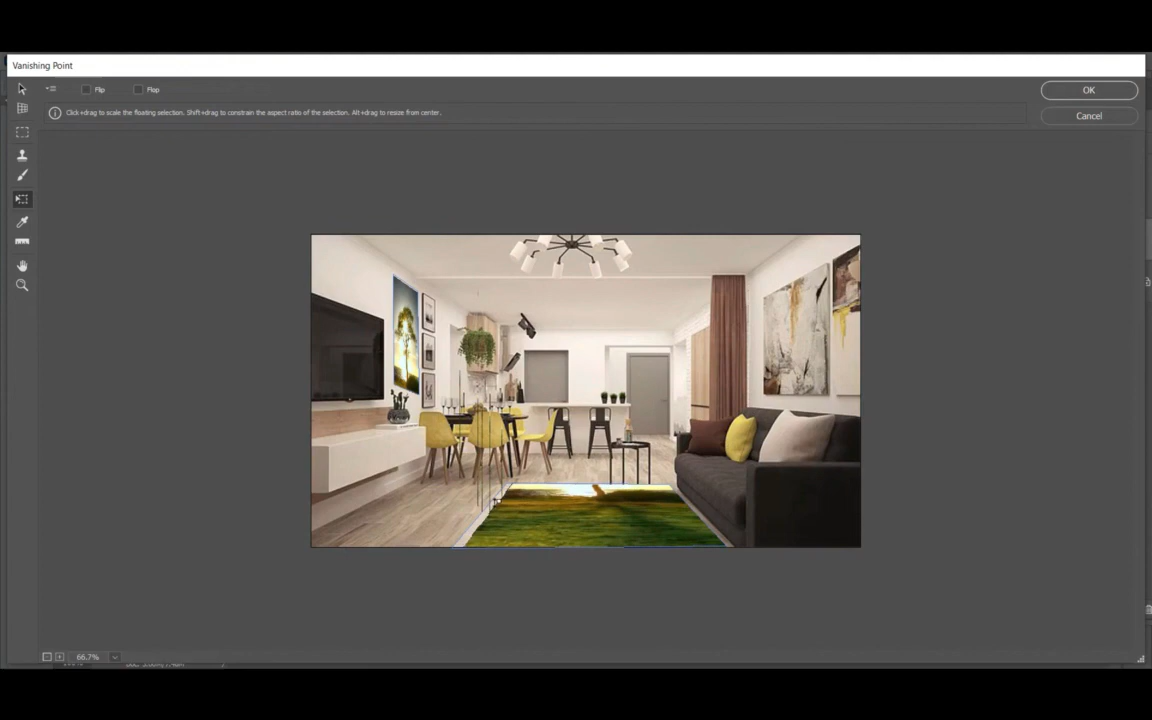 Vanishing Point
Flip
Flop
OK
Click+drag to scale the floating selection. Shift+drag to constrain the aspect ratio of the selection. Alt+drag to resize from center.
Cancel
66.7%